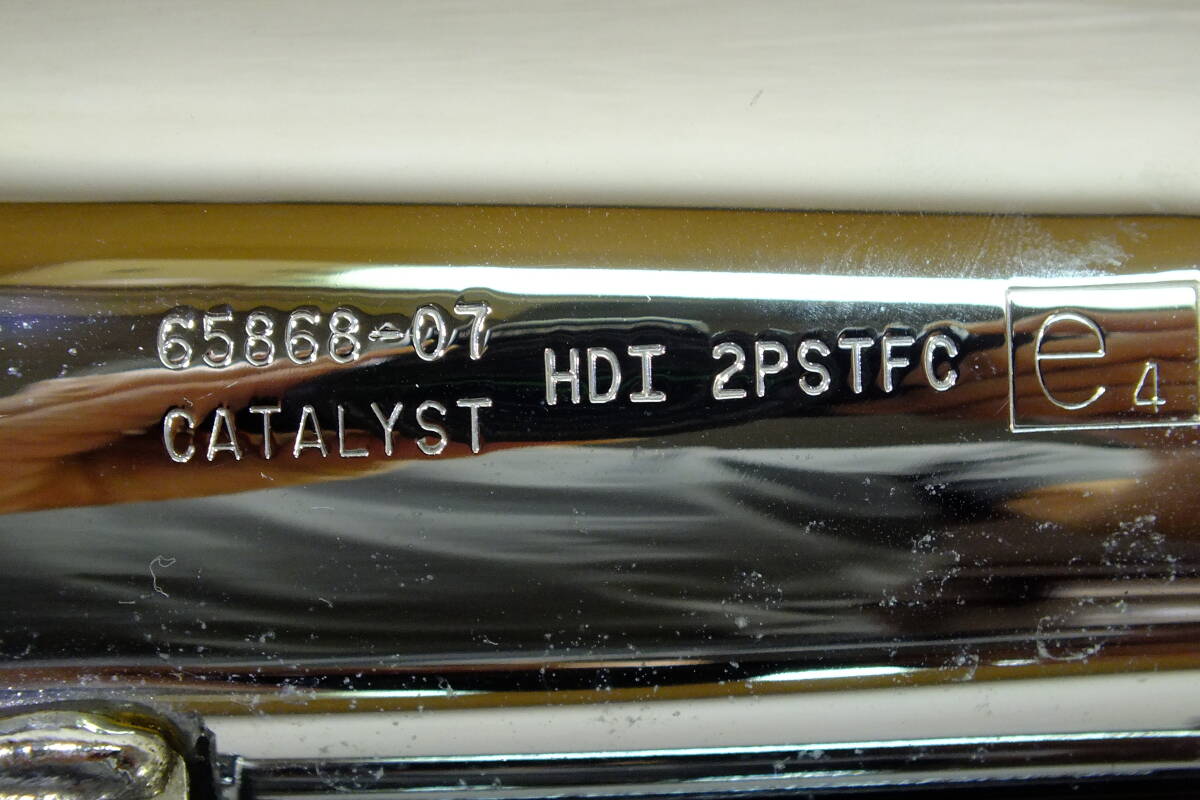 65868-07
CATALYST
HDI 2PSTFC
e4